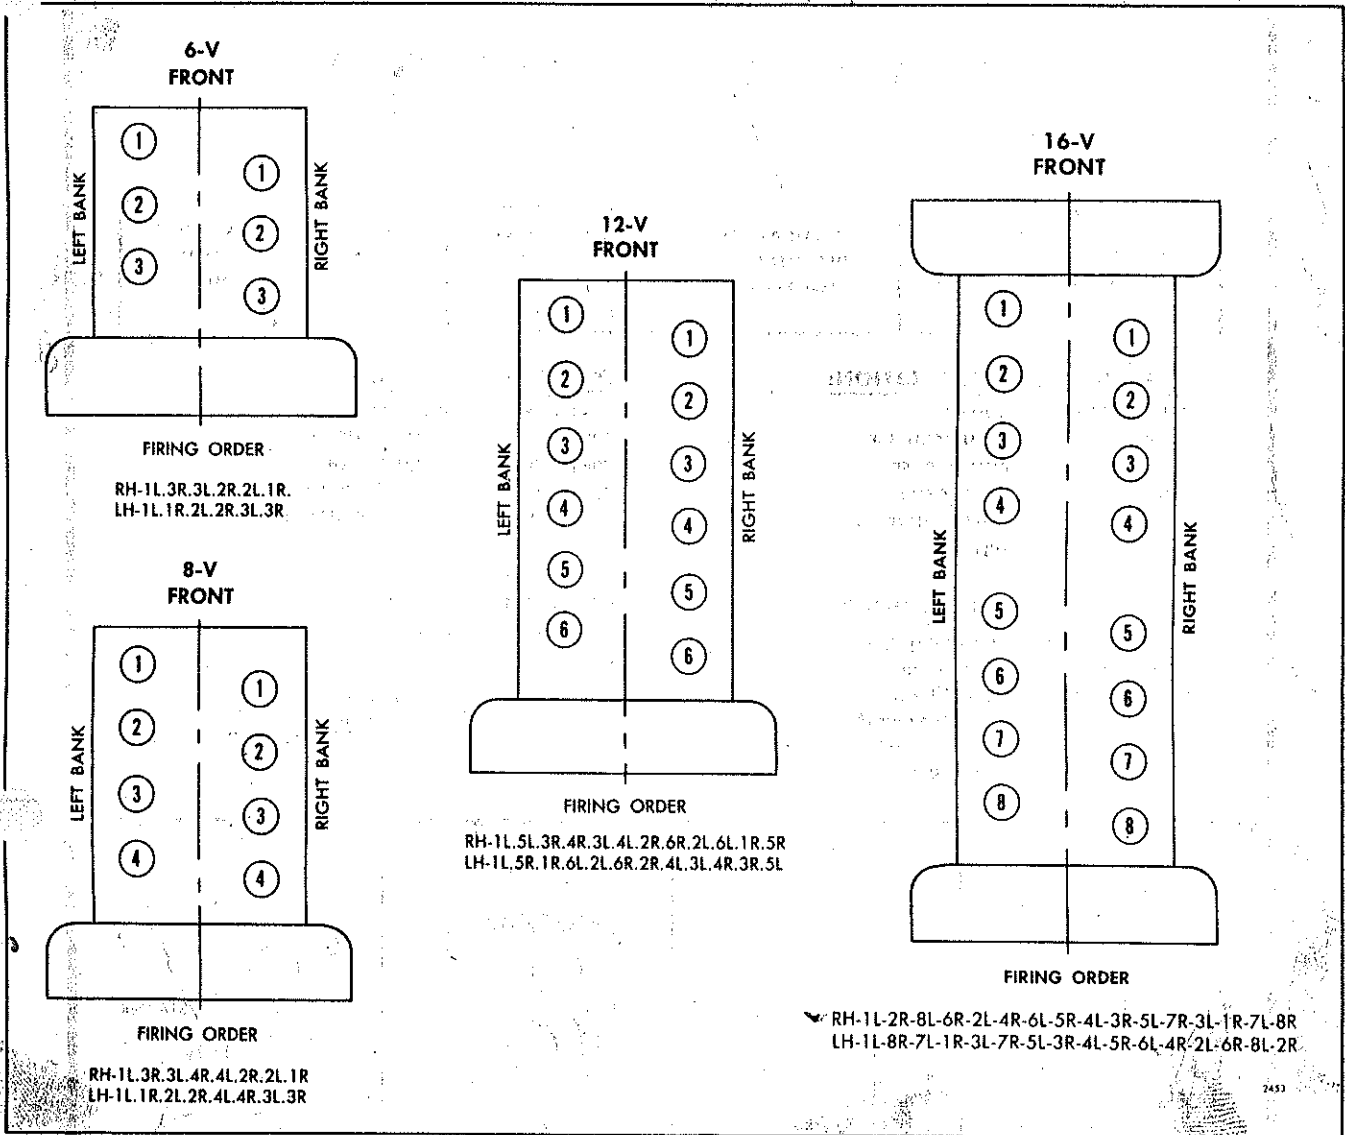 6-V
FRONT
LEFT BANK
RIGHT BANK
1
2
3
1
2
3
FIRING ORDER
RH-1L.3R.3L.2R.2L.1R.
LH-1L.1R.2L.2R.3L.3R
8-V
FRONT
LEFT BANK
RIGHT BANK
1
2
3
4
1
2
3
4
FIRING ORDER
RH-1L.3R.3L.4R.4L.2R.2L.1R
LH-1L.1R.2L.2R.4L.4R.3L.3R
12-V
FRONT
LEFT BANK
RIGHT BANK
1
2
3
4
5
6
1
2
3
4
5
6
FIRING ORDER
RH-1L.5L.3R.4R.3L.4L.2R.6R.2L.6L.1R.5R
LH-1L.5R.1R.6L.2L.6R.2R.4L.3L.4R.3R.5L
16-V
FRONT
LEFT BANK
RIGHT BANK
1
2
3
4
5
6
7
8
1
2
3
4
5
6
7
8
FIRING ORDER
RH-1L-2R-8L-6R-2L-4R-6L-5R-4L-3R-5L-7R-3L-1R-7L-8R
LH-1L-8R-7L-1R-3L-7R-5L-3R-4L-5R-6L-4R-2L-6R-8L-2R
2453